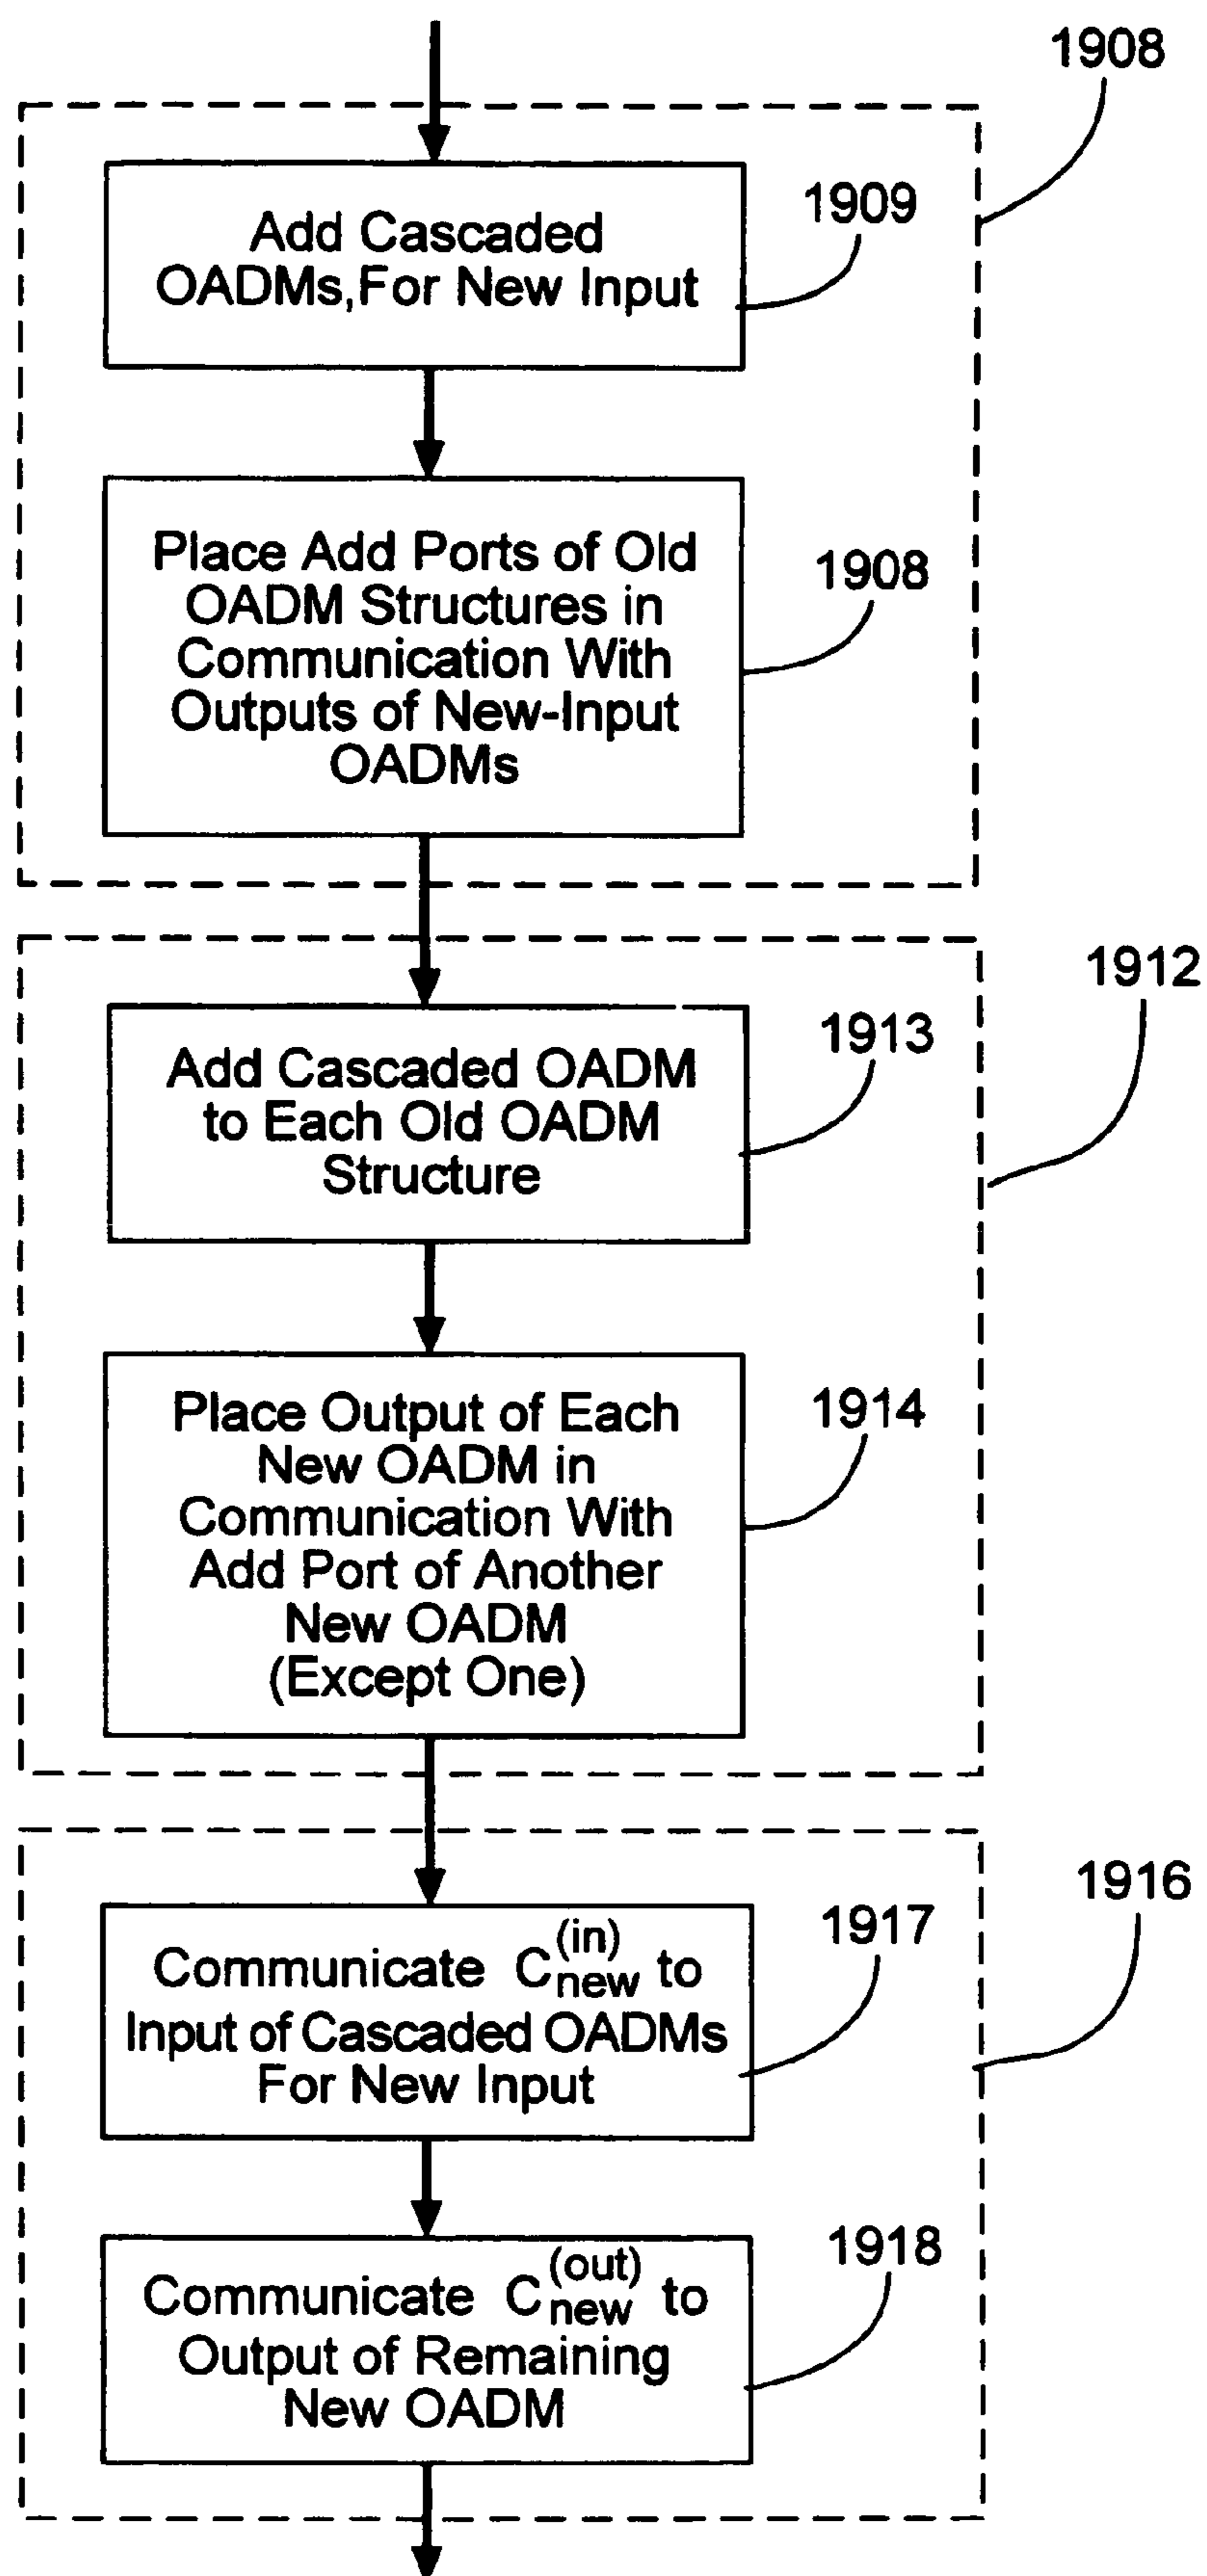 1908
1909
Add Cascaded
OADMs,For New Input
Place Add Ports of Old
OADM Structures in
Communication With
Outputs of New-Input
OADMs
1908
1912
1913
Add Cascaded OADM
to Each Old OADM
Structure
Place Output of Each
New OADM in
Communication With
Add Port of Another
New OADM
(Except One)
1914
1916
1917
Communicate C_new^(in) to
Input of Cascaded OADMs
For New Input
1918
Communicate C_new^(out) to
Output of Remaining
New OADM